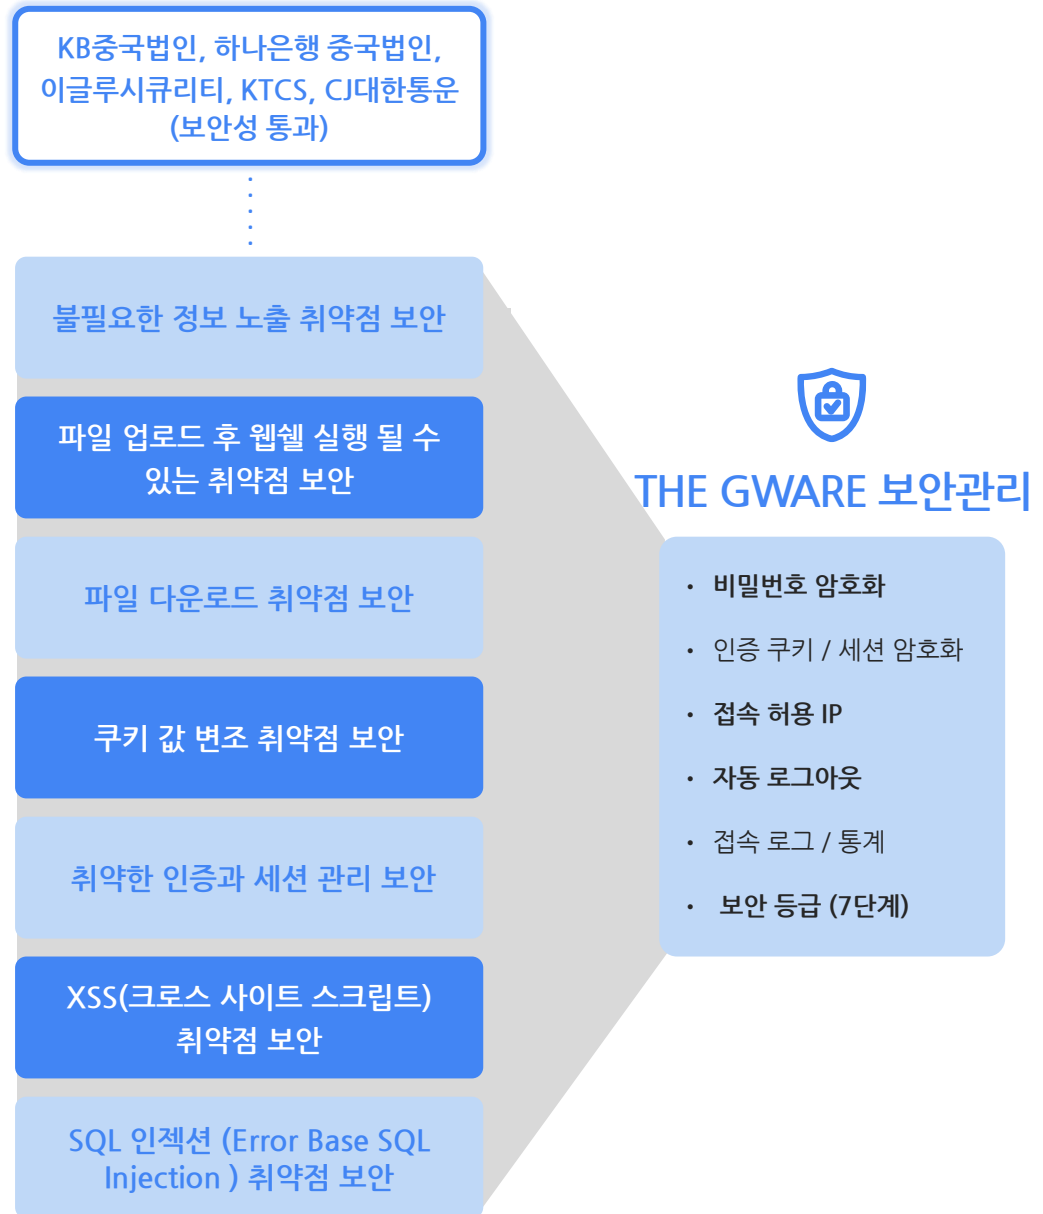 KB중국법인, 하나은행 중국법인,
이글루시큐리티, KTCS, CJ대한통운
(보안성 통과)
불필요한 정보 노출 취약점 보안
파일 업로드 후 웹쉘 실행 될 수
있는 취약점 보안
파일 다운로드 취약점 보안
쿠키 값 변조 취약점 보안
취약한 인증과 세션 관리 보안
XSS(크로스 사이트 스크립트)
취약점 보안
SQL 인젝션 (Error Base SQL
Injection ) 취약점 보안
THE GWARE 보안관리
• 비밀번호 암호화
• 인증 쿠키 / 세션 암호화
• 접속 허용 IP
• 자동 로그아웃
• 접속 로그 / 통계
• 보안 등급 (7단계)